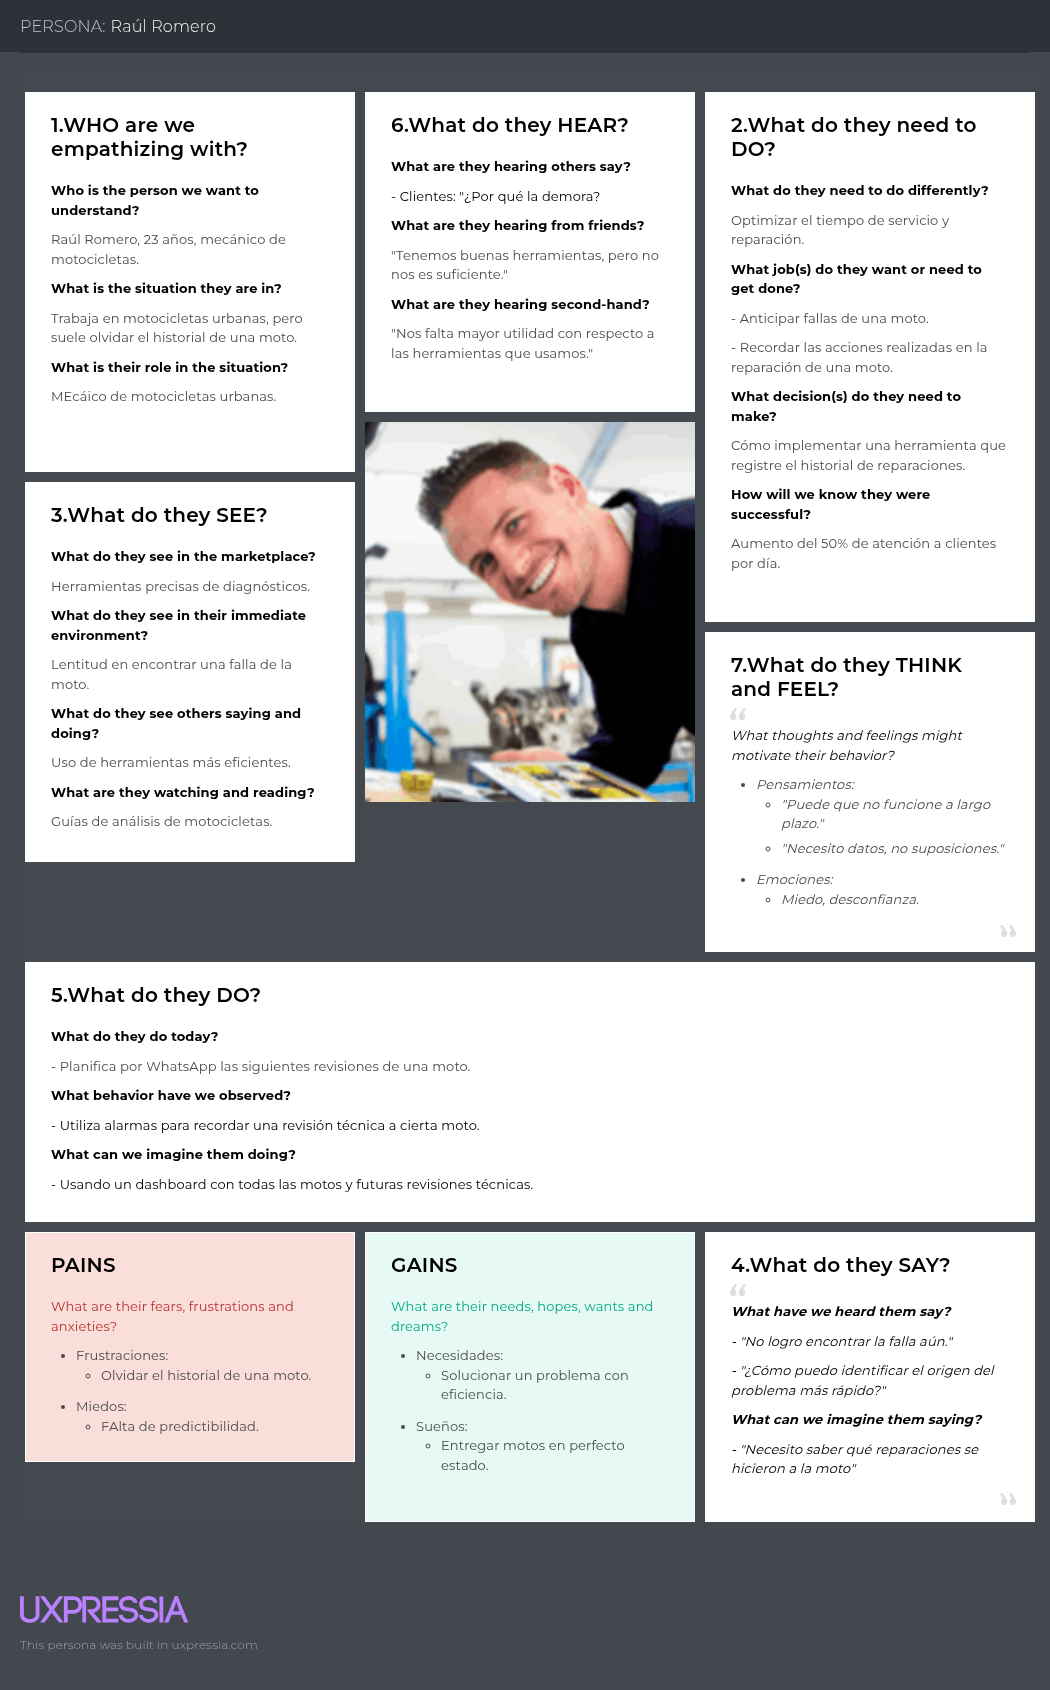 PERSONA: Raúl Romero
1.WHO are we
empathizing with?
Who is the person we want to
understand?
Raúl Romero, 23 años, mecánico de
motocicletas.
What is the situation they are in?
Trabaja en motocicletas urbanas, pero
suele olvidar el historial de una moto.
What is their role in the situation?
MEcáico de motocicletas urbanas.
6.What do they HEAR?
What are they hearing others say?
- Clientes: "¿Por qué la demora?
What are they hearing from friends?
"Tenemos buenas herramientas, pero no
nos es suficiente."
What are they hearing second-hand?
"Nos falta mayor utilidad con respecto a
las herramientas que usamos."
2.What do they need to
DO?
What do they need to do differently?
Optimizar el tiempo de servicio y
reparación.
What job(s) do they want or need to
get done?
- Anticipar fallas de una moto.
- Recordar las acciones realizadas en la
reparación de una moto.
What decision(s) do they need to
make?
Cómo implementar una herramienta que
registre el historial de reparaciones.
How will we know they were
successful?
Aumento del 50% de atención a clientes
por día.
3.What do they SEE?
What do they see in the marketplace?
Herramientas precisas de diagnósticos.
What do they see in their immediate
environment?
Lentitud en encontrar una falla de la
moto.
What do they see others saying and
doing?
Uso de herramientas más eficientes.
What are they watching and reading?
Guías de análisis de motocicletas.
7.What do they THINK
and FEEL?
“
What thoughts and feelings might
motivate their behavior?
• Pensamientos:
◦ "Puede que no funcione a largo
plazo."
◦ "Necesito datos, no suposiciones."
• Emociones:
◦ Miedo, desconfianza.
”
5.What do they DO?
What do they do today?
- Planifica por WhatsApp las siguientes revisiones de una moto.
What behavior have we observed?
- Utiliza alarmas para recordar una revisión técnica a cierta moto.
What can we imagine them doing?
- Usando un dashboard con todas las motos y futuras revisiones técnicas.
PAINS
What are their fears, frustrations and
anxieties?
• Frustraciones:
◦ Olvidar el historial de una moto.
• Miedos:
◦ FAlta de predictibilidad.
GAINS
What are their needs, hopes, wants and
dreams?
• Necesidades:
◦ Solucionar un problema con
eficiencia.
• Sueños:
◦ Entregar motos en perfecto
estado.
4.What do they SAY?
“
What have we heard them say?
- "No logro encontrar la falla aún."
- "¿Cómo puedo identificar el origen del
problema más rápido?"
What can we imagine them saying?
- "Necesito saber qué reparaciones se
hicieron a la moto"
”
UXPRESSIA
This persona was built in uxpressia.com